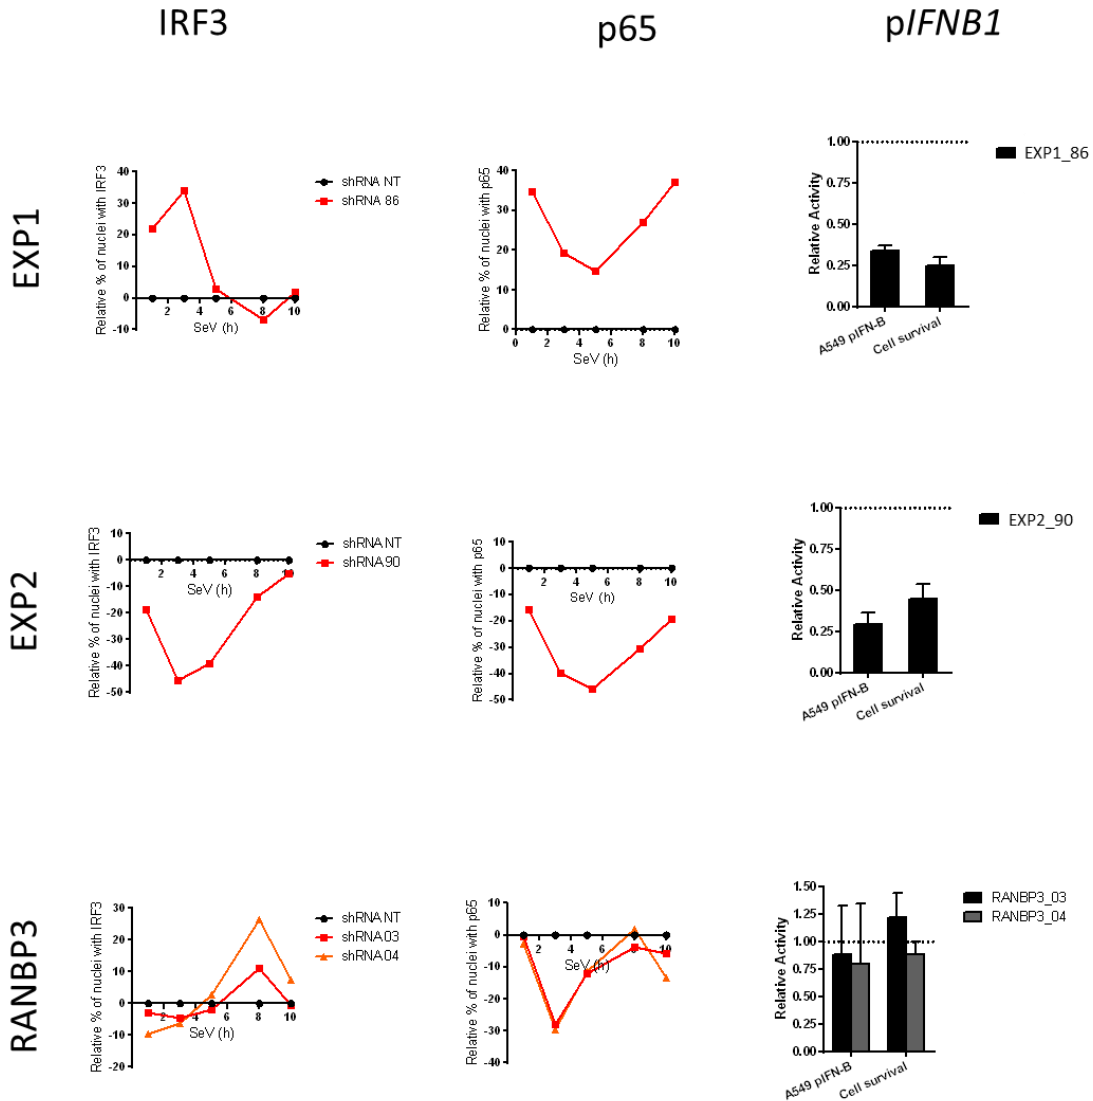 IRF3
p65
pIFNB1
EXP1
Relative % of nuclei with IRF3
40
30
20
10
0
-10
2 4 6 8 10
SeV (h)
shRNA NT
shRNA 86
Relative % of nuclei with p65
40
30
20
10
0
0 2 4 6 8 10
SeV (h)
Relative Activity
1.00
0.75
0.50
0.25
0.00
A549 pIFN-B
Cell survival
EXP1_86
EXP2
Relative % of nuclei with IRF3
10
0
-10
-20
-30
-40
-50
2 4 6 8 10
SeV (h)
shRNA NT
shRNA 90
Relative % of nuclei with p65
10
0
-10
-20
-30
-40
-50
2 4 6 8 10
SeV (h)
Relative Activity
1.00
0.75
0.50
0.25
0.00
A549 pIFN-B
Cell survival
EXP2_90
RANBP3
Relative % of nuclei with IRF3
30
20
10
0
-10
-20
2 4 6 8 10
SeV (h)
shRNA NT
shRNA 03
shRNA 04
Relative % of nuclei with p65
10
0
-10
-20
-30
-40
2 4 6 8 10
SeV (h)
Relative Activity
1.50
1.25
1.00
0.75
0.50
0.25
0.00
A549 pIFN-B
Cell survival
RANBP3_03
RANBP3_04